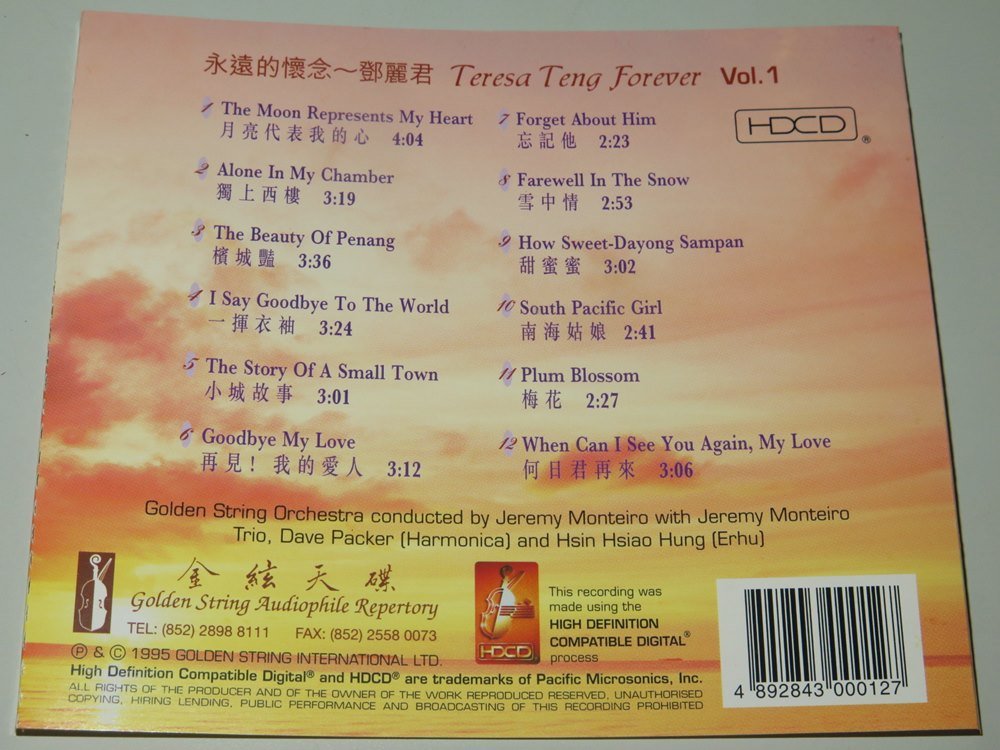 永遠的懷念～鄧麗君 Teresa Teng Forever Vol.1
HDCD®
1 The Moon Represents My Heart
月亮代表我的心 4:04
2 Alone In My Chamber
獨上西樓 3:19
3 The Beauty Of Penang
檳城豔 3:36
4 I Say Goodbye To The World
一揮衣袖 3:24
5 The Story Of A Small Town
小城故事 3:01
6 Goodbye My Love
再見！我的愛人 3:12
7 Forget About Him
忘記他 2:23
8 Farewell In The Snow
雪中情 2:53
9 How Sweet-Dayong Sampan
甜蜜蜜 3:02
10 South Pacific Girl
南海姑娘 2:41
11 Plum Blossom
梅花 2:27
12 When Can I See You Again, My Love
何日君再來 3:06
Golden String Orchestra conducted by Jeremy Monteiro with Jeremy Monteiro
Trio, Dave Packer (Harmonica) and Hsin Hsiao Hung (Erhu)
金絃天碟
Golden String Audiophile Repertory
TEL: (852) 2898 8111 FAX: (852) 2558 0073
HDCD
This recording was
made using the
HIGH DEFINITION
COMPATIBLE DIGITAL®
process
℗ & © 1995 GOLDEN STRING INTERNATIONAL LTD.
High Definition Compatible Digital® and HDCD® are trademarks of Pacific Microsonics, Inc.
ALL RIGHTS OF THE PRODUCER AND OF THE OWNER OF THE WORK REPRODUCED RESERVED, UNAUTHORISED
COPYING, HIRING LENDING, PUBLIC PERFORMANCE AND BROADCASTING OF THIS RECORDING PROHIBITED
4 892843 000127